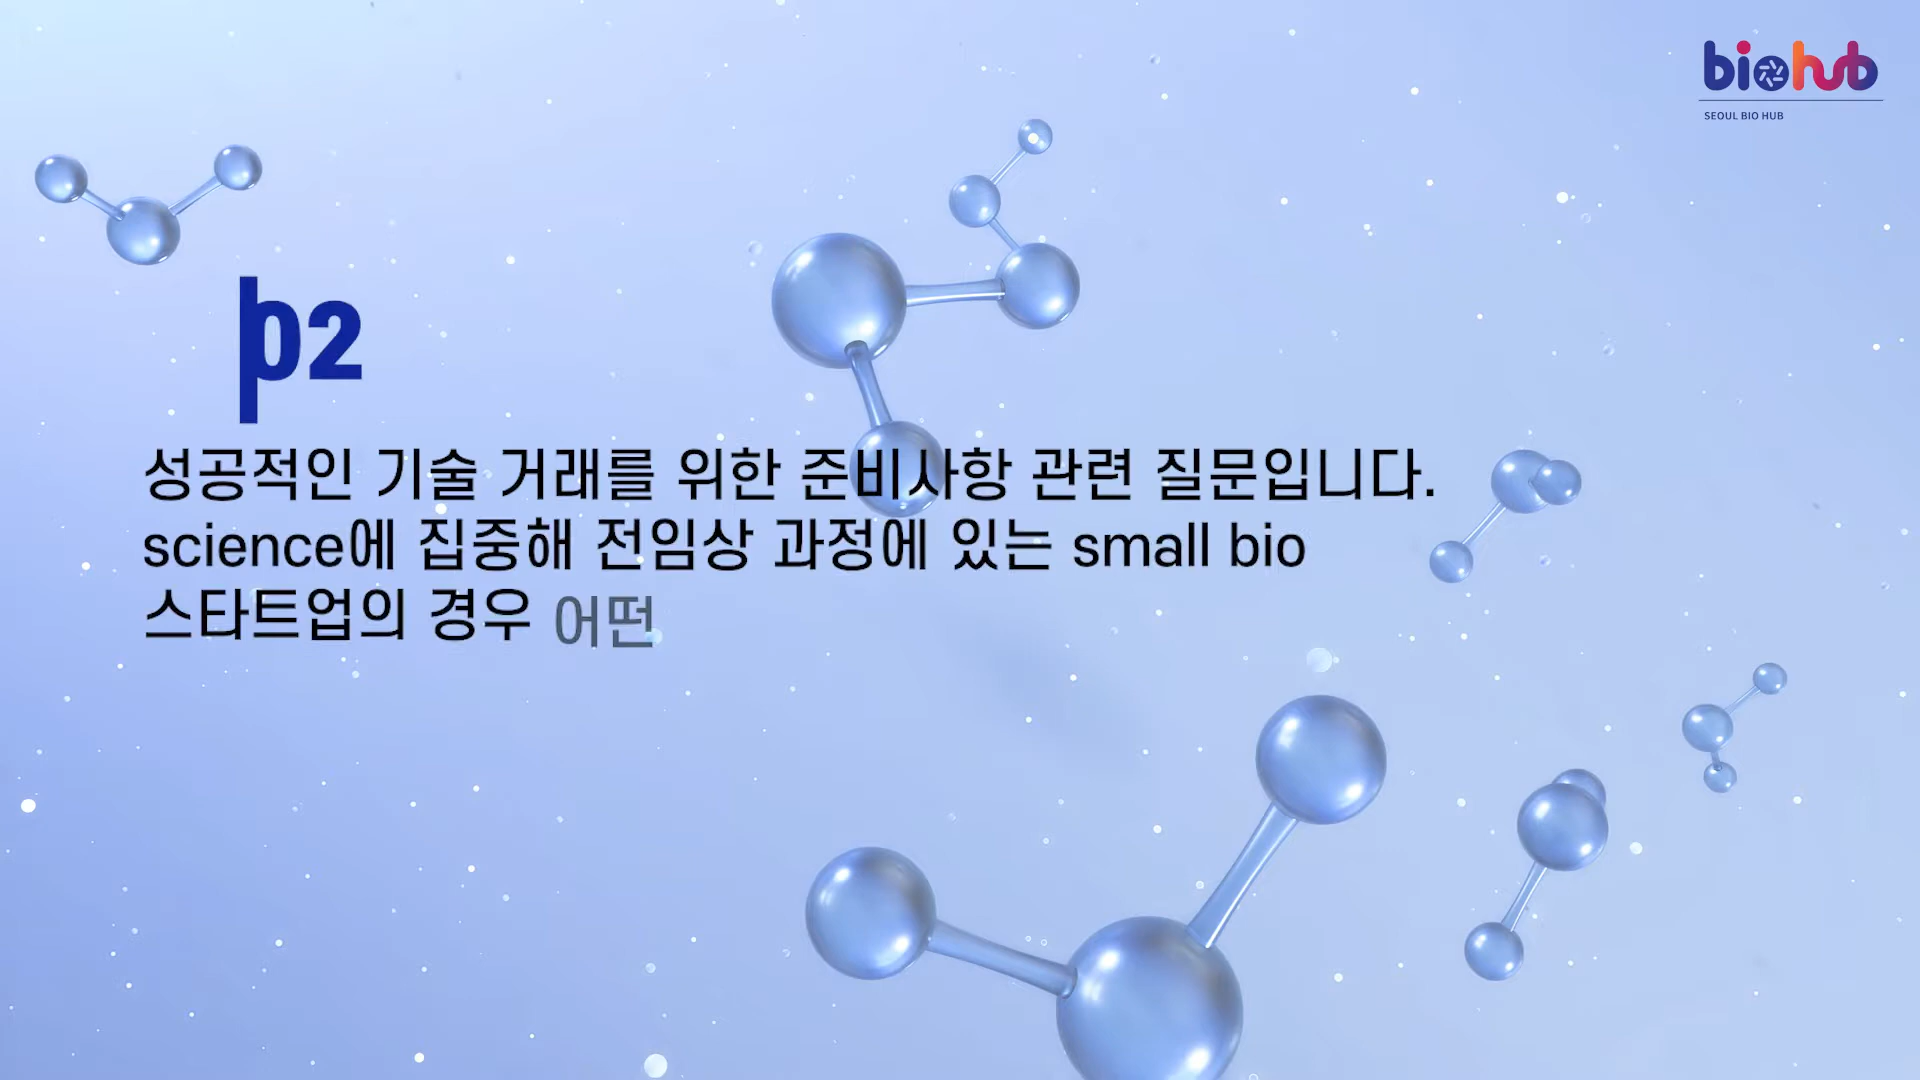 biohub
SEOUL BIO HUB
02
성공적인 기술 거래를 위한 준비사항 관련 질문입니다.
science에 집중해 전임상 과정에 있는 small bio
스타트업의 경우 어떤